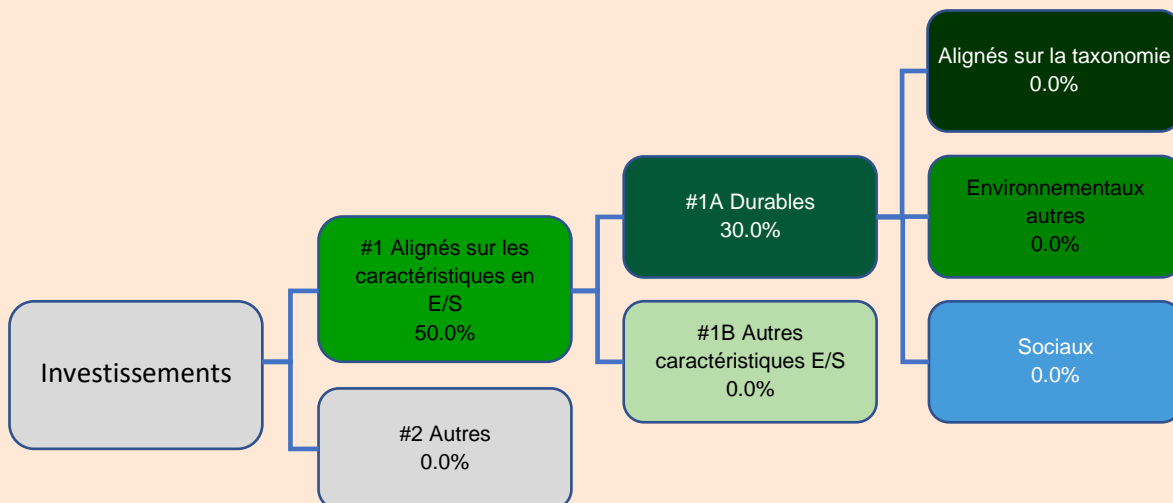 Investissements
#1 Alignés sur les
caractéristiques en
E/S
50.0%
#2 Autres
0.0%
#1A Durables
30.0%
#1B Autres
caractéristiques E/S
0.0%
Alignés sur la taxonomie
0.0%
Environnementaux
autres
0.0%
Sociaux
0.0%